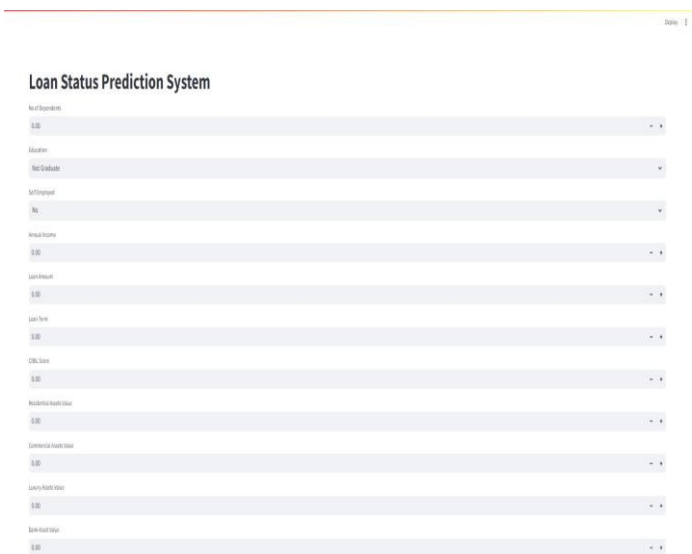 Deploy
Loan Status Prediction System
No of Dependents
0.00
Education
Not Graduate
Self Employed
No
Annual Income
0.00
Loan Amount
0.00
Loan Term
0.00
CIBIL Score
0.00
Residential Assets Value
0.00
Commercial Assets Value
0.00
Luxury Assets Value
0.00
Bank Asset Value
0.00